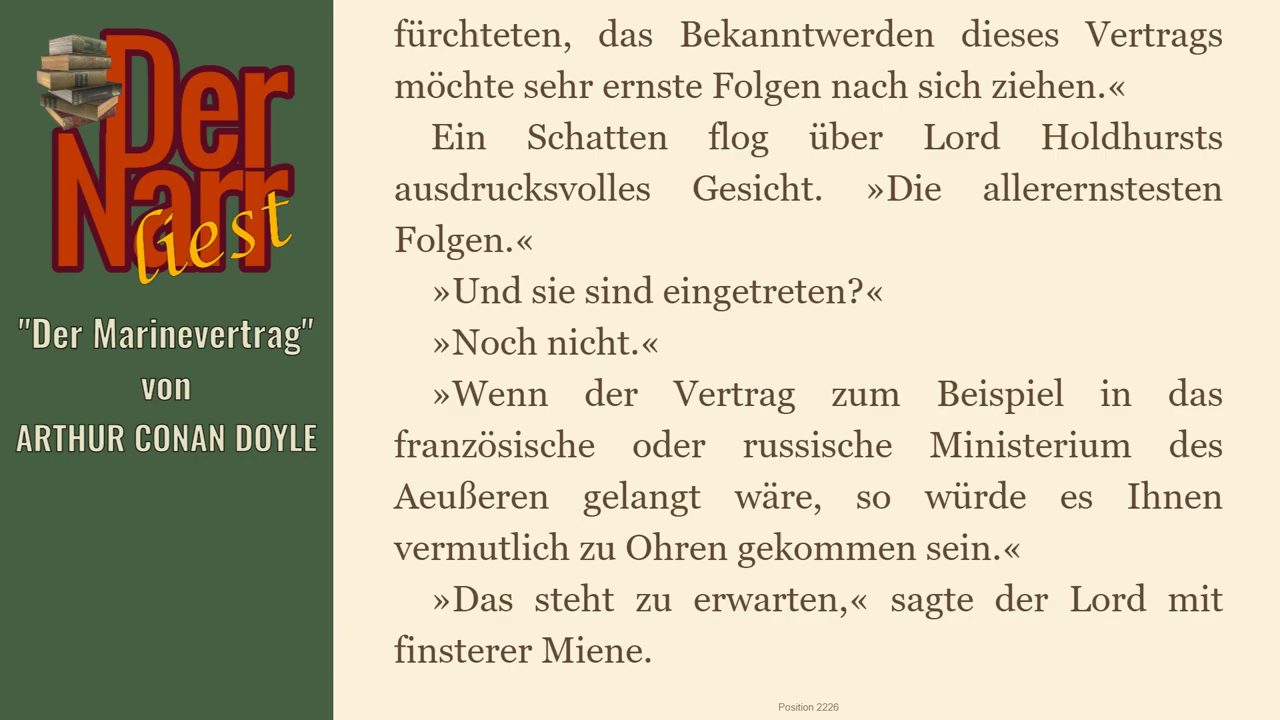 Der
Narr
liest
"Der Marinevertrag"
von
ARTHUR CONAN DOYLE
fürchteten, das Bekanntwerden dieses Vertrags
möchte sehr ernste Folgen nach sich ziehen.«
Ein Schatten flog über Lord Holdhursts
ausdrucksvolles Gesicht. »Die allerernstesten
Folgen.«
»Und sie sind eingetreten?«
»Noch nicht.«
»Wenn der Vertrag zum Beispiel in das
französische oder russische Ministerium des
Aeußeren gelangt wäre, so würde es Ihnen
vermutlich zu Ohren gekommen sein.«
»Das steht zu erwarten,« sagte der Lord mit
finsterer Miene.
Position 2226